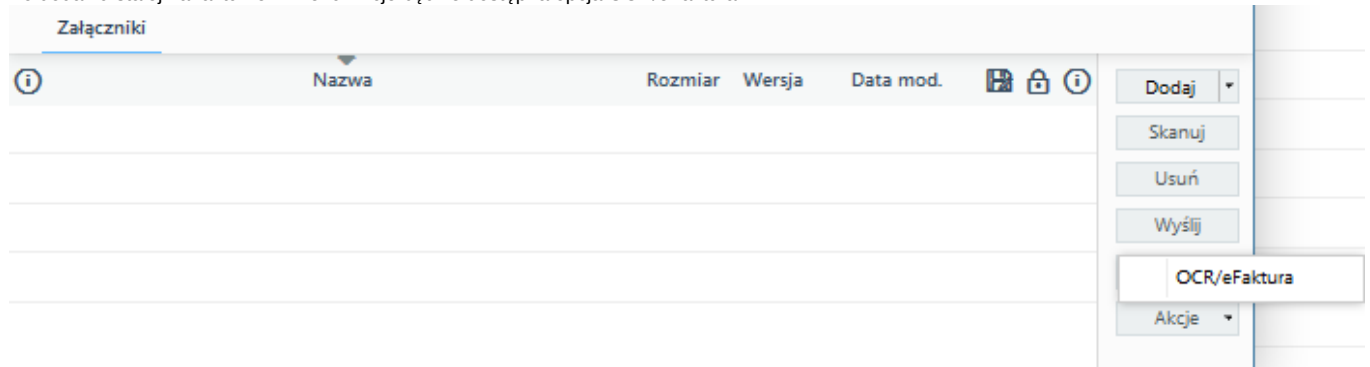 Załączniki
Nazwa Rozmiar Wersja Data mod.
Dodaj
Skanuj
Usuń
Wyślij
OCR/eFaktura
Akcje